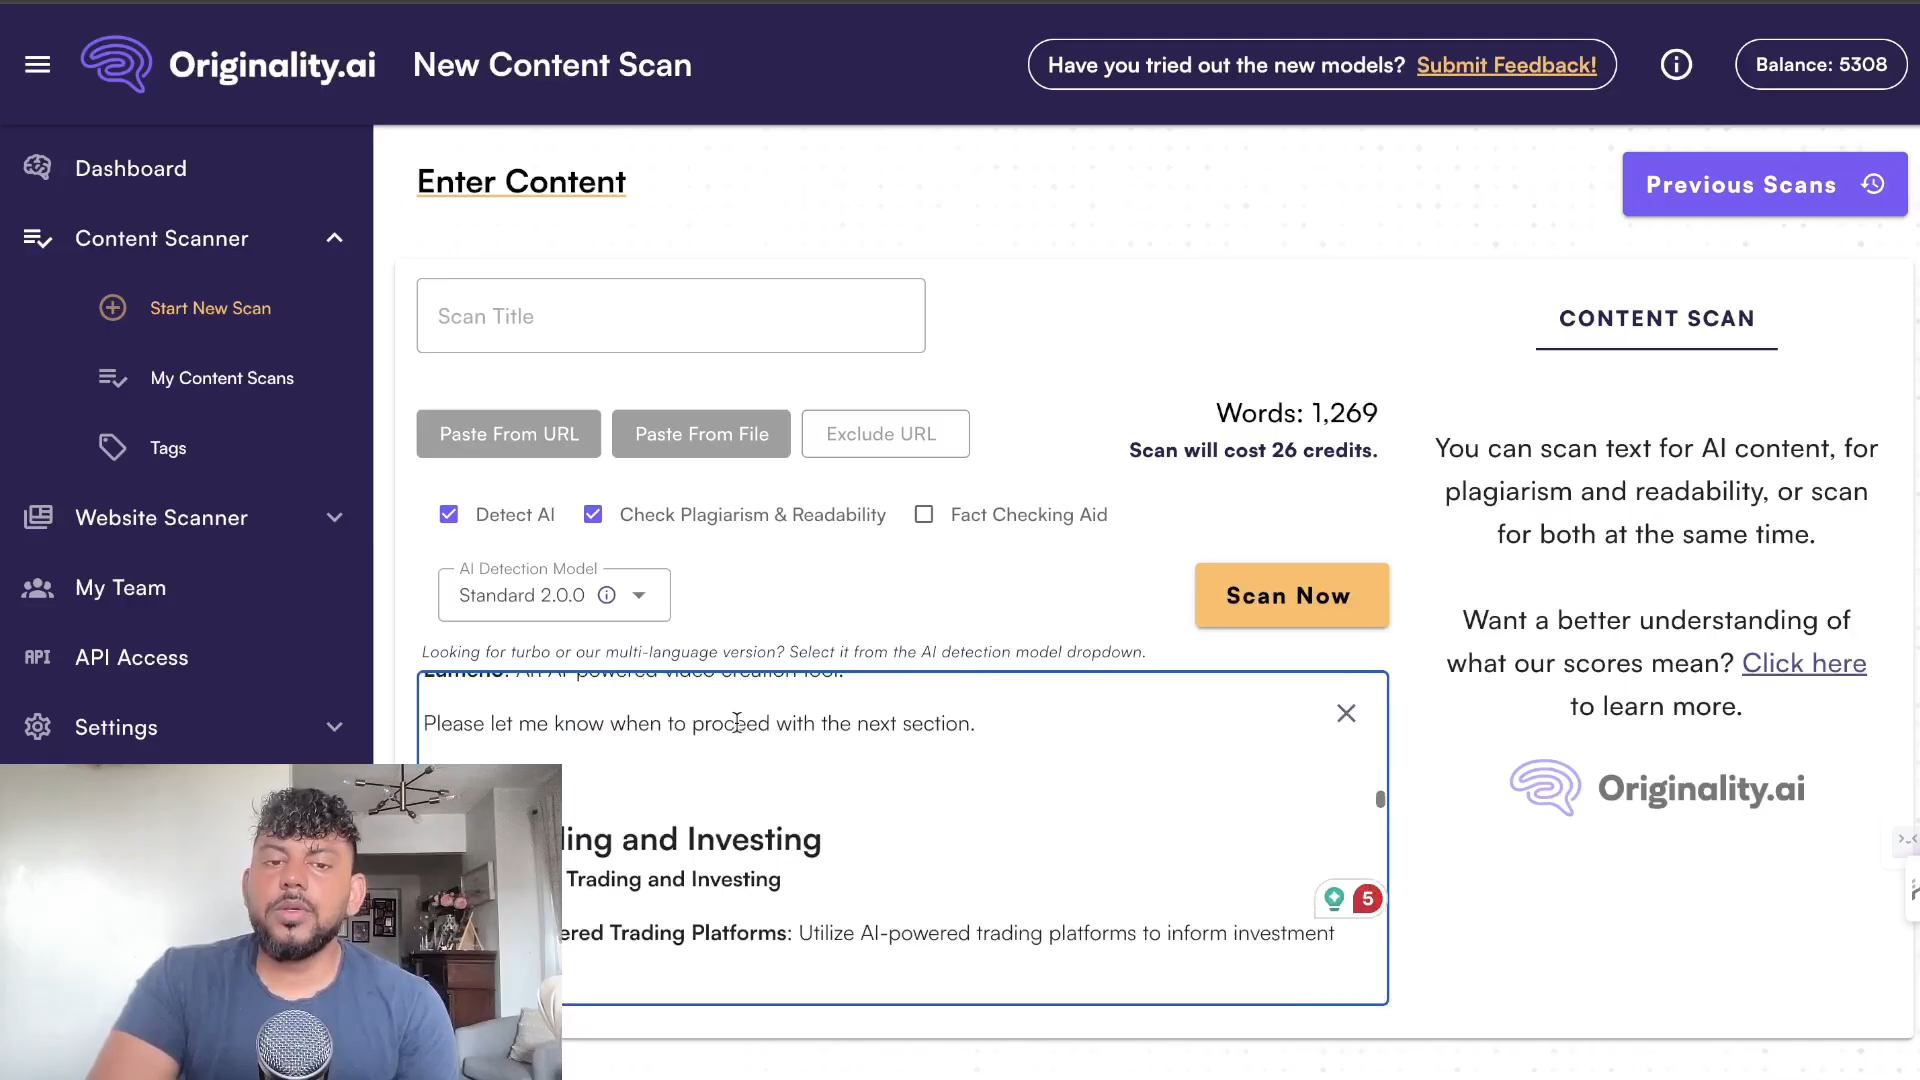 Originality.ai
New Content Scan
Have you tried out the new models? Submit Feedback!
Balance: 5308
Dashboard
Content Scanner
Start New Scan
My Content Scans
Tags
Website Scanner
My Team
API API Access
Settings
Enter Content
Previous Scans
Scan Title
Paste From URL
Paste From File
Exclude URL
Words: 1,269
Scan will cost 26 credits.
Detect AI
Check Plagiarism & Readability
Fact Checking Aid
AI Detection Model
Standard 2.0.0
Scan Now
Looking for turbo or our multi-language version? Select it from the AI detection model dropdown.
An AI-powered video creation tool.
Please let me know when to proceed with the next section.
ding and Investing
Trading and Investing
ered Trading Platforms: Utilize AI-powered trading platforms to inform investment
5
CONTENT SCAN
You can scan text for AI content, for
plagiarism and readability, or scan
for both at the same time.
Want a better understanding of
what our scores mean? Click here
to learn more.
Originality.ai